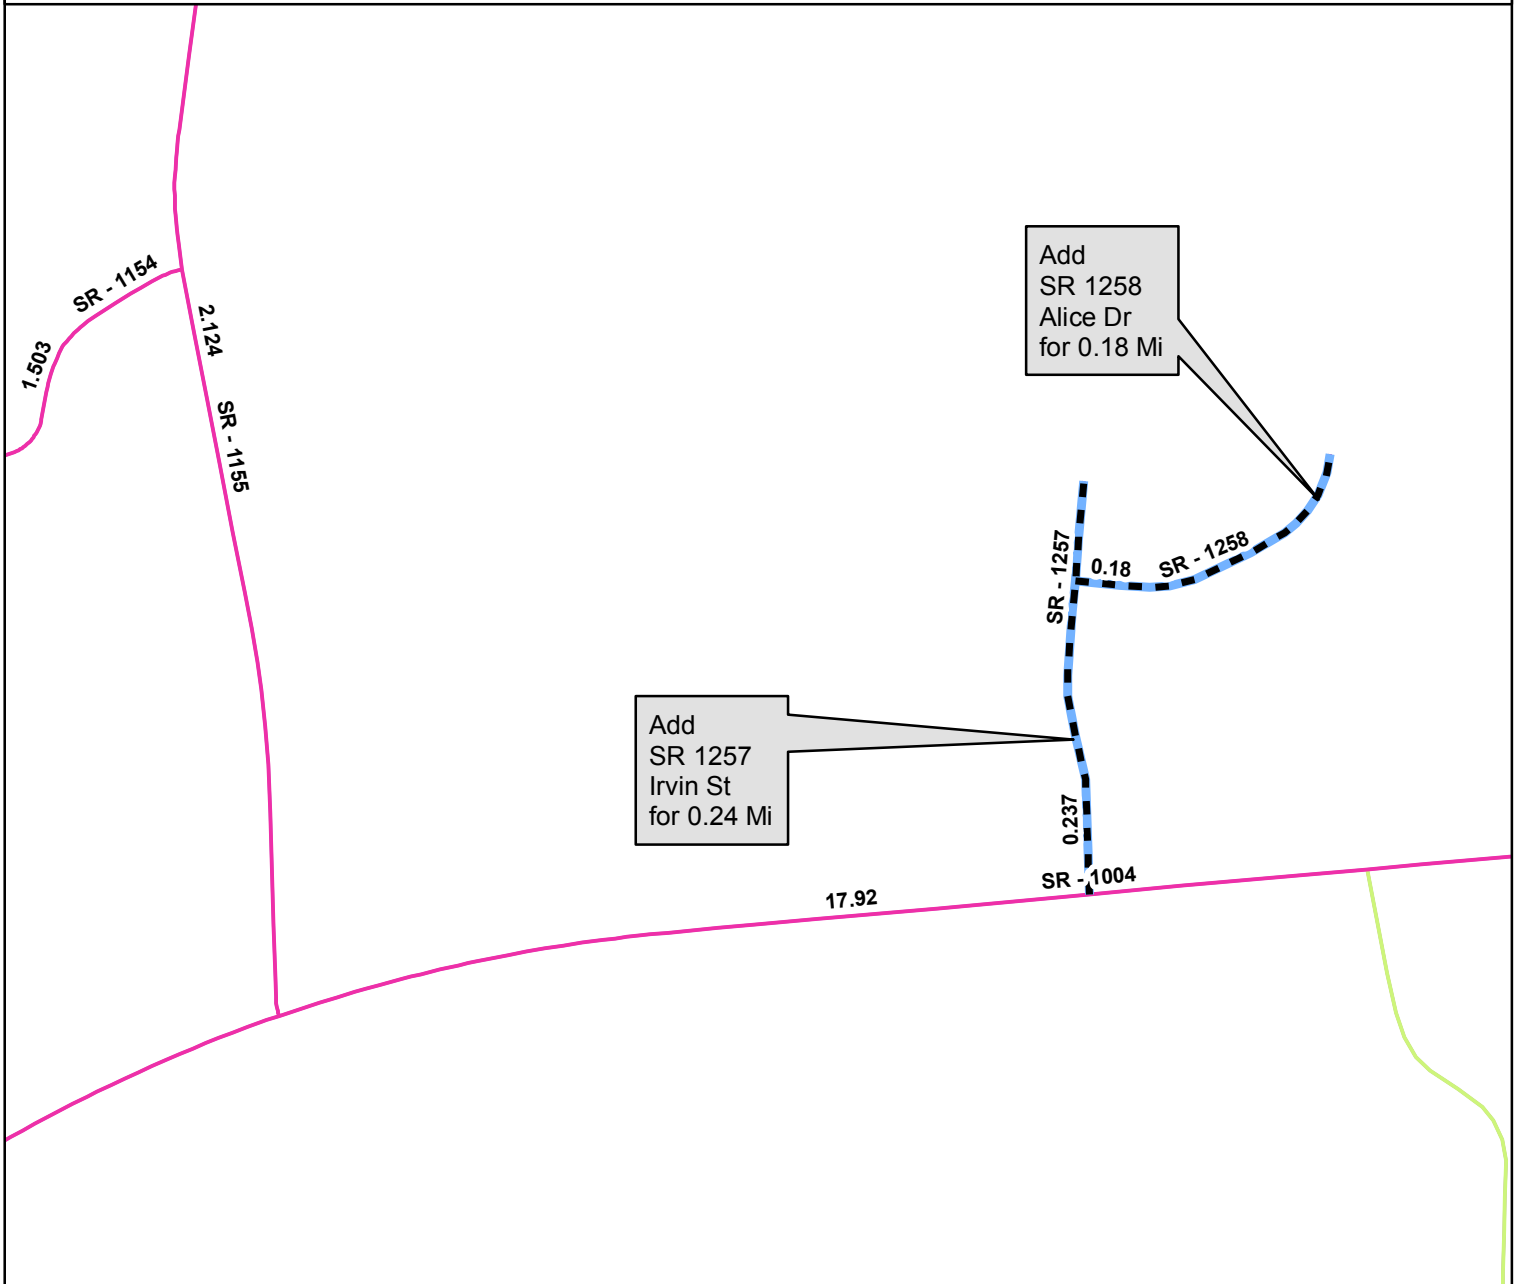 Add
SR 1258
Alice Dr
for 0.18 Mi
SR - 1154
1.503
2.124
SR - 1155
SR - 1257
0.18
SR - 1258
Add
SR 1257
Irvin St
for 0.24 Mi
0.237
SR - 1004
17.92